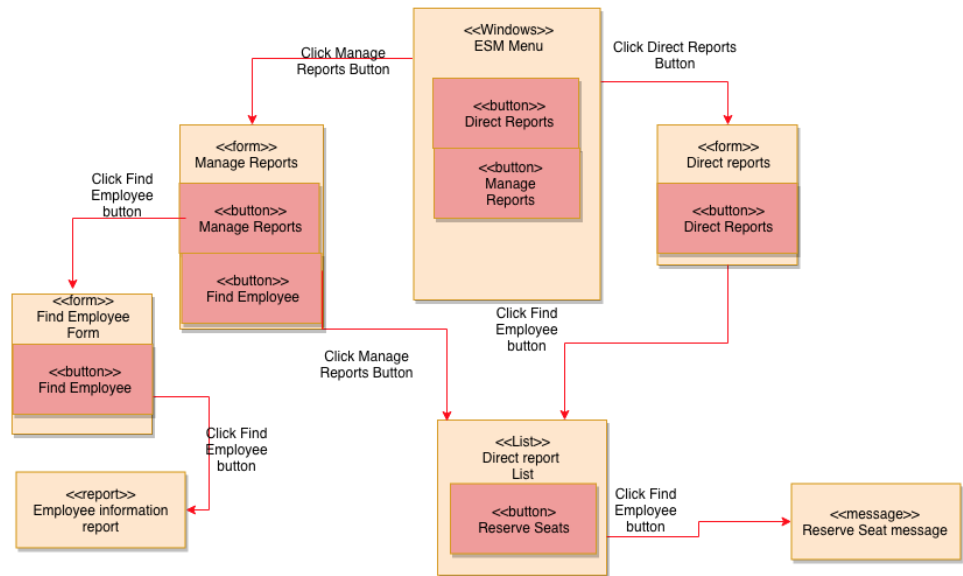 <<Windows>>
ESM Menu
Click Manage
Reports Button
Click Direct Reports
Button
<<button>>
Direct Reports
<<button>
Manage
Reports
<<form>>
Manage Reports
<<button>>
Manage Reports
<<button>>
Find Employee
<<form>>
Direct reports
<<button>>
Direct Reports
Click Find
Employee
button
<<form>>
Find Employee
Form
<<button>>
Find Employee
Click Find
Employee
button
Click Manage
Reports Button
Click Find
Employee
button
<<report>>
Employee information
report
<<List>>
Direct report
List
<<button>
Reserve Seats
Click Find
Employee
button
<<message>>
Reserve Seat message